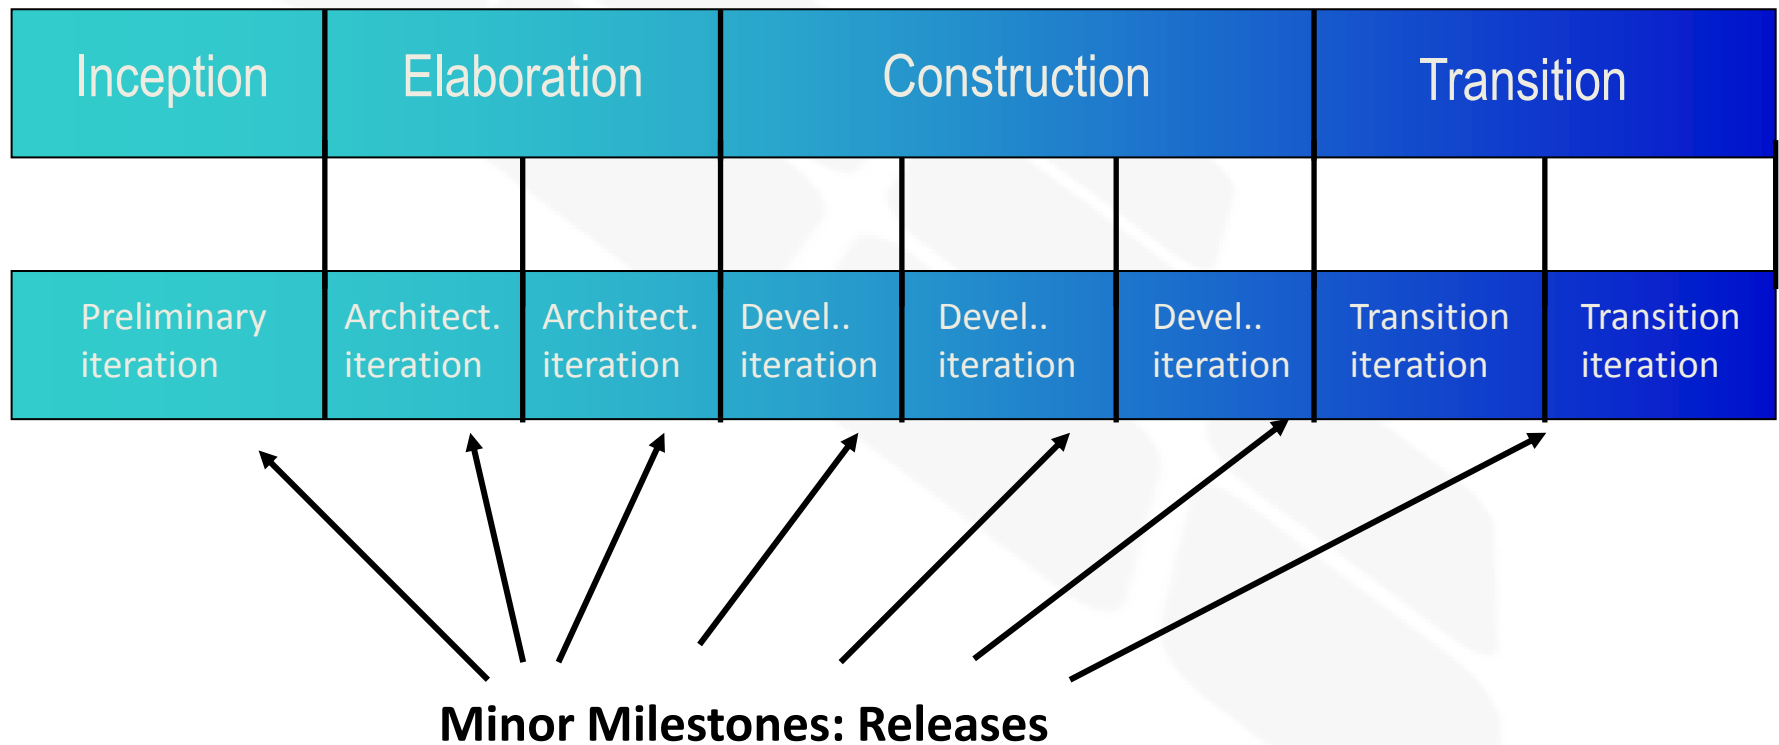 Inception
Elaboration
Construction
Transition
Preliminary
iteration
Architect.
iteration
Architect.
iteration
Devel..
iteration
Devel..
iteration
Devel..
iteration
Transition
iteration
Transition
iteration
Minor Milestones: Releases